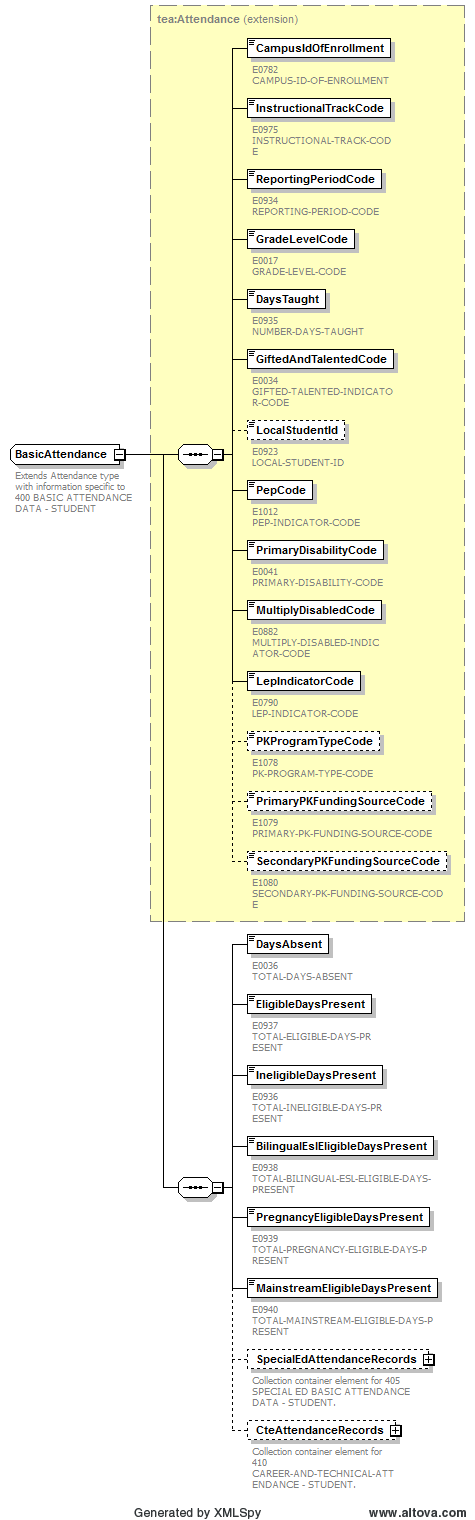 tea:Attendance (extension)
CampusIdOfEnrollment
E0782
CAMPUS-ID-OF-ENROLLMENT
InstructionalTrackCode
E0975
INSTRUCTIONAL-TRACK-COD
E
ReportingPeriodCode
E0934
REPORTING-PERIOD-CODE
GradeLevelCode
E0017
GRADE-LEVEL-CODE
DaysTaught
E0935
NUMBER-DAYS-TAUGHT
GiftedAndTalentedCode
E0034
GIFTED-TALENTED-INDICATO
R-CODE
LocalStudentId
E0923
LOCAL-STUDENT-ID
BasicAttendance
Extends Attendance type
with information specific to
400 BASIC ATTENDANCE
DATA - STUDENT
PepCode
E1012
PEP-INDICATOR-CODE
PrimaryDisabilityCode
E0041
PRIMARY-DISABILITY-CODE
MultiplyDisabledCode
E0882
MULTIPLY-DISABLED-INDIC
ATOR-CODE
LepIndicatorCode
E0790
LEP-INDICATOR-CODE
PKProgramTypeCode
E1078
PK-PROGRAM-TYPE-CODE
PrimaryPKFundingSourceCode
E1079
PRIMARY-PK-FUNDING-SOURCE-CODE
SecondaryPKFundingSourceCode
E1080
SECONDARY-PK-FUNDING-SOURCE-COD
E
DaysAbsent
E0036
TOTAL-DAYS-ABSENT
EligibleDaysPresent
E0937
TOTAL-ELIGIBLE-DAYS-PR
ESENT
IneligibleDaysPresent
E0936
TOTAL-INELIGIBLE-DAYS-PR
ESENT
BilingualEslEligibleDaysPresent
E0938
TOTAL-BILINGUAL-ESL-ELIGIBLE-DAYS-
PRESENT
PregnancyEligibleDaysPresent
E0939
TOTAL-PREGNANCY-ELIGIBLE-DAYS-P
RESENT
MainstreamEligibleDaysPresent
E0940
TOTAL-MAINSTREAM-ELIGIBLE-DAYS-P
RESENT
SpecialEdAttendanceRecords
Collection container element for 405
SPECIAL ED BASIC ATTENDANCE
DATA - STUDENT.
CteAttendanceRecords
Collection container element for
410
CAREER-AND-TECHNICAL-ATT
ENDANCE - STUDENT.
Generated by XMLSpy
www.altova.com